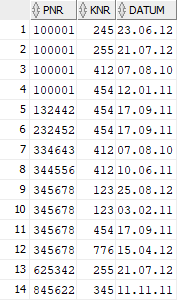 PNR KNR DATUM
1 100001 245 23.06.12
2 100001 255 21.07.12
3 100001 412 07.08.10
4 100001 454 12.01.11
5 132442 454 17.09.11
6 232452 454 17.09.11
7 334643 412 07.08.10
8 344556 412 10.06.11
9 345678 123 25.08.12
10 345678 123 03.02.11
11 345678 454 17.09.11
12 345678 776 15.04.12
13 625342 255 21.07.12
14 845622 345 11.11.11